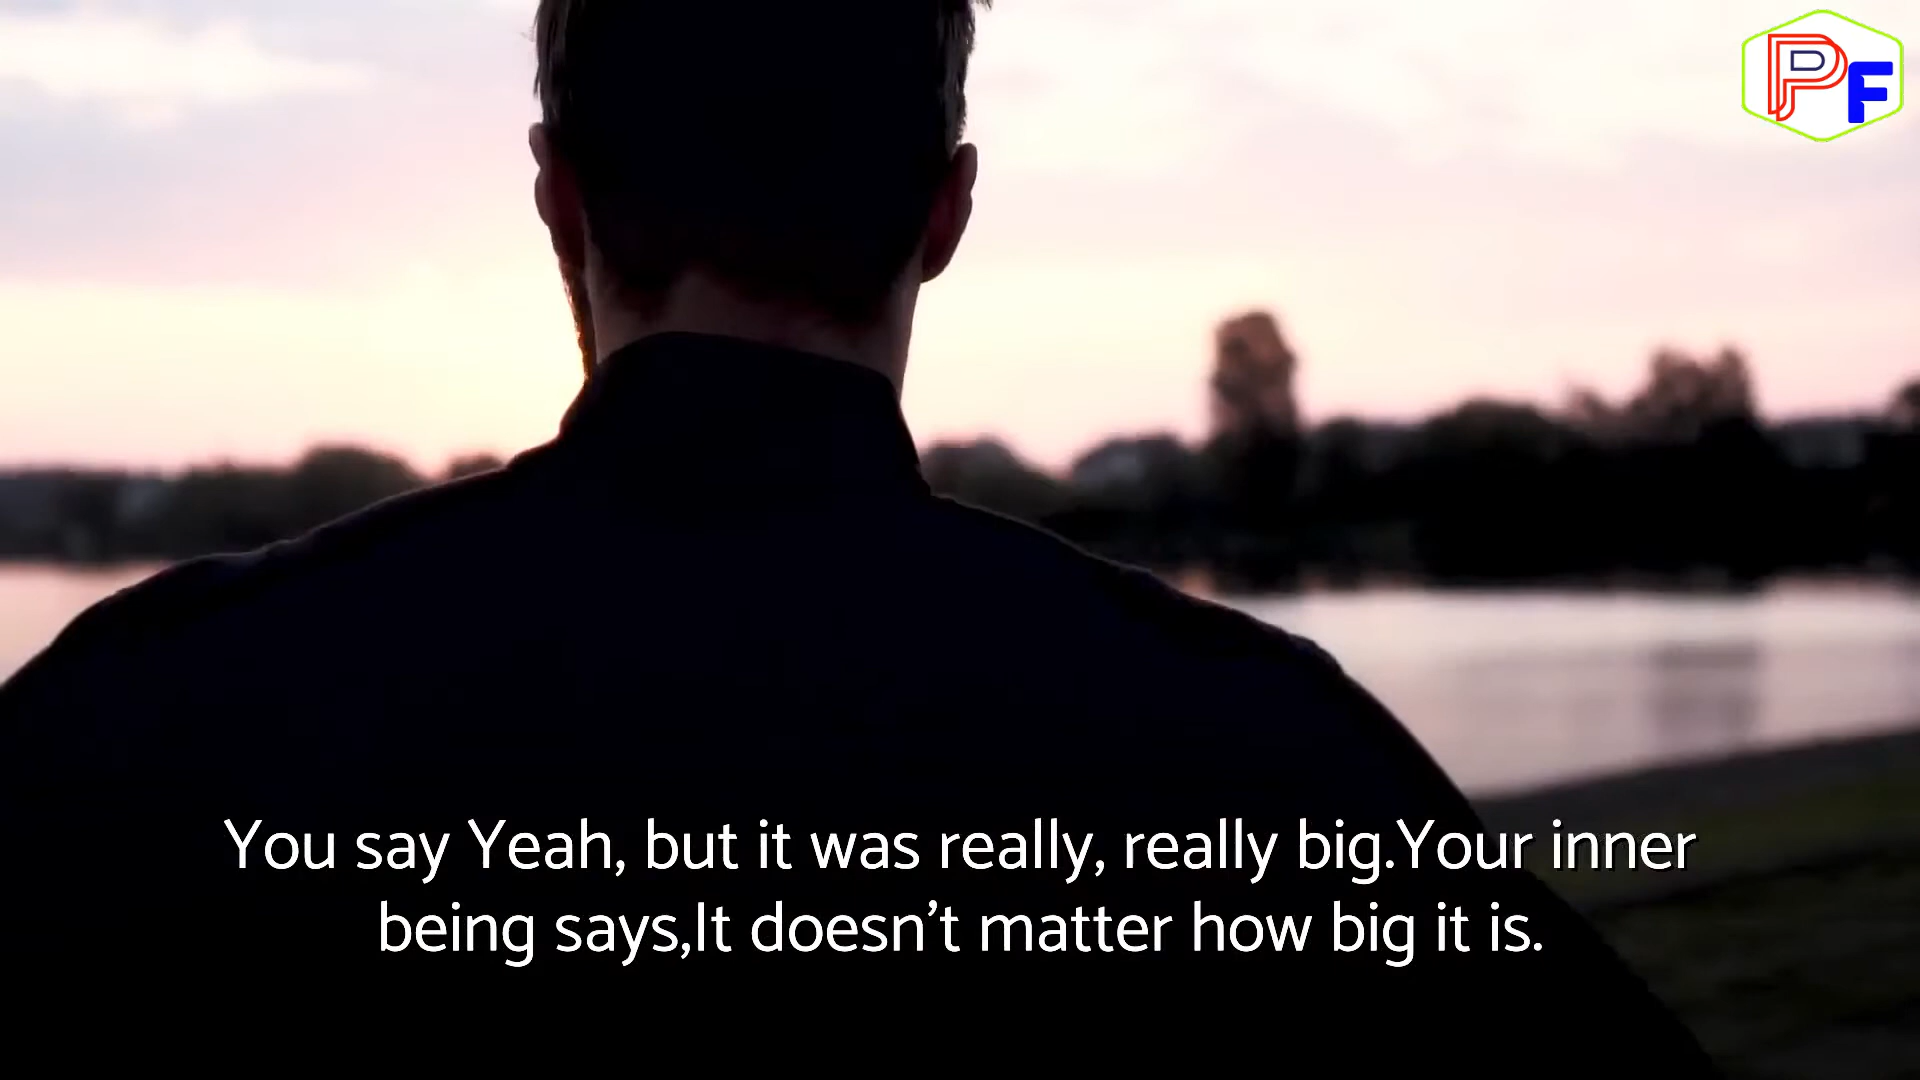 PF
You say Yeah, but it was really, really big.Your inner
being says,It doesn't matter how big it is.